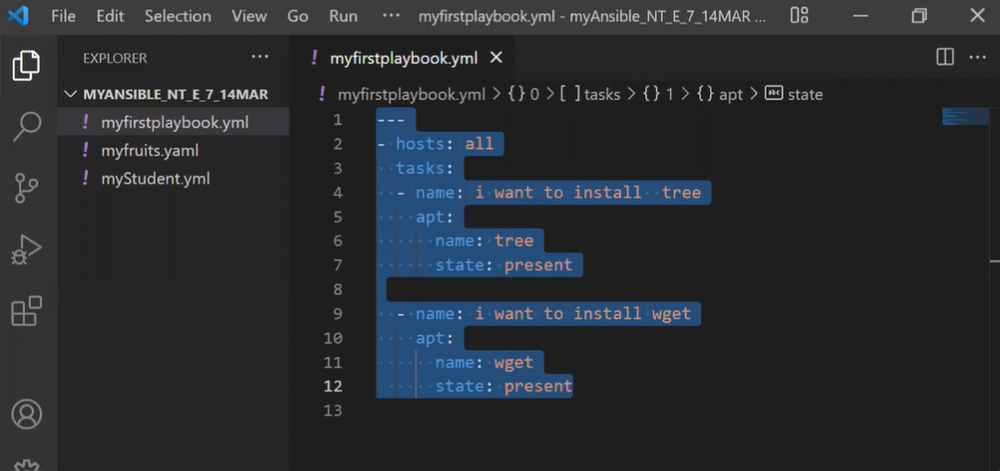 File Edit Selection View Go Run ··· myfirstplaybook.yml - myAnsible_NT_E_7_14MAR ...
EXPLORER ···
MYANSIBLE_NT_E_7_14MAR
! myfirstplaybook.yml
! myfruits.yaml
! myStudent.yml
! myfirstplaybook.yml ×
! myfirstplaybook.yml > {} 0 > [ ] tasks > {} 1 > {} apt > abc state
1 ---
2 - hosts: all
3   tasks:
4   - name: i want to install  tree
5     apt:
6       name: tree
7       state: present
8
9   - name: i want to install wget
10     apt:
11       name: wget
12       state: present
13